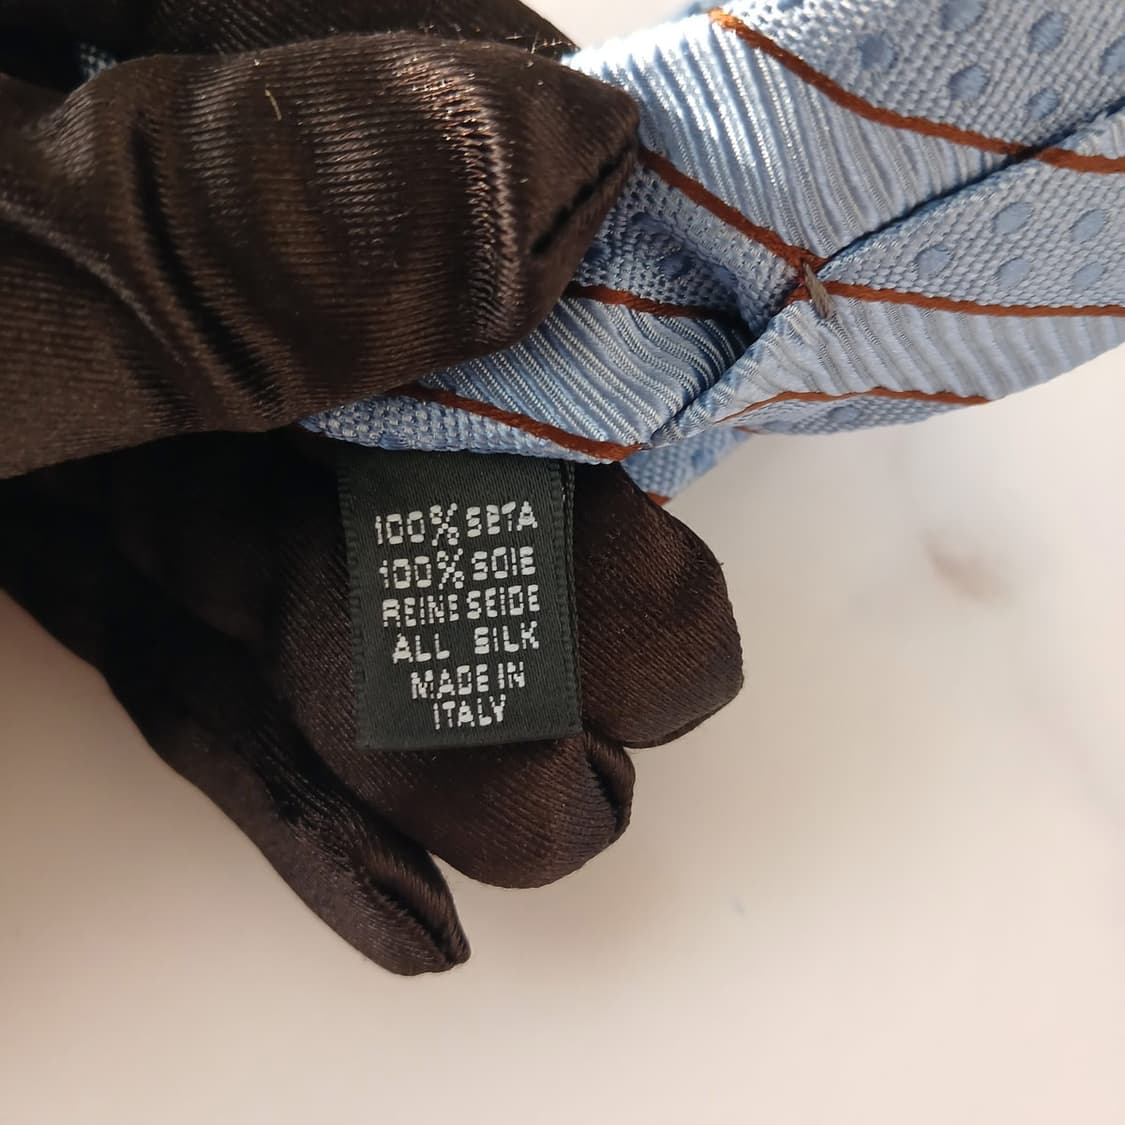 100% SETA
100% SOIE
REINE SEIDE
ALL SILK
MADE IN
ITALY